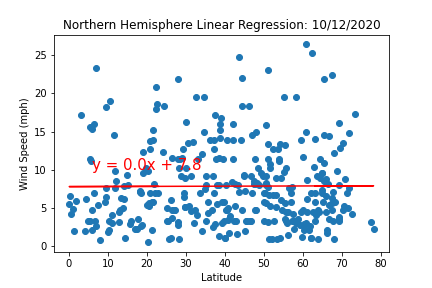 Northern Hemisphere Linear Regression: 10/12/2020
25
20
15
10
5
0
Wind Speed (mph)
y = 0.0x + 7.8
0 10 20 30 40 50 60 70 80
Latitude